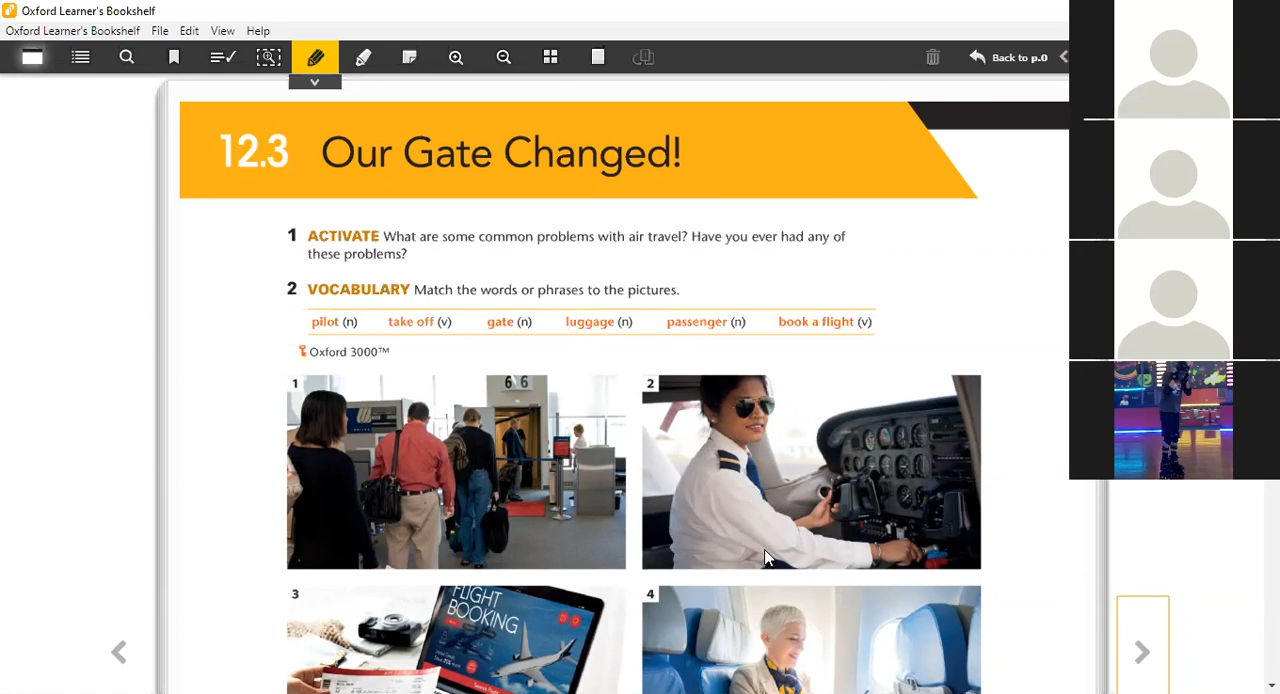 Oxford Learner's Bookshelf
Oxford Learner's Bookshelf File Edit View Help
Back to p.0
12.3 Our Gate Changed!
1 ACTIVATE What are some common problems with air travel? Have you ever had any of
these problems?
2 VOCABULARY Match the words or phrases to the pictures.
pilot (n) take off (v) gate (n) luggage (n) passenger (n) book a flight (v)
Oxford 3000™
1
6 6
2
3
FLIGHT
BOOKING
4